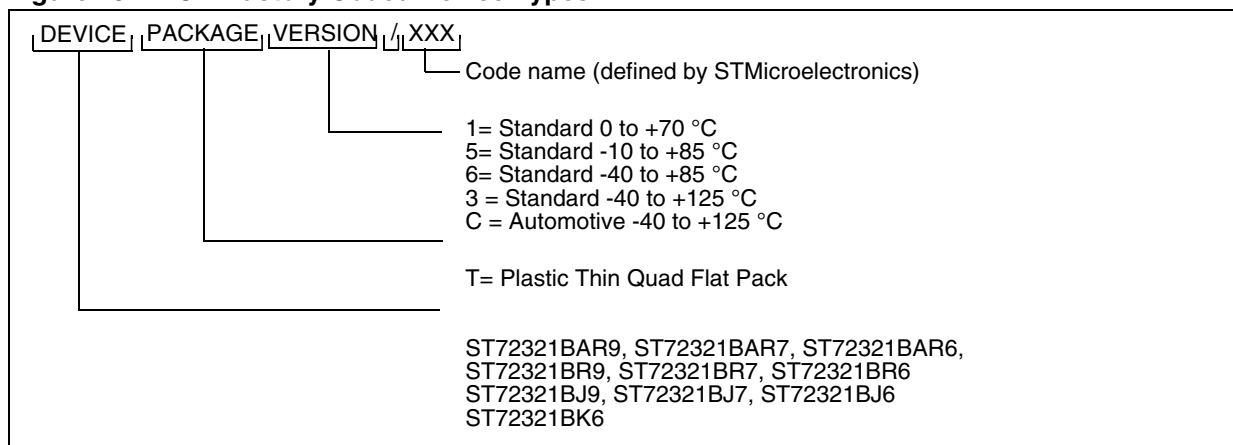 DEVICE PACKAGE VERSION / XXX
Code name (defined by STMicroelectronics)
1= Standard 0 to +70 °C
5= Standard -10 to +85 °C
6= Standard -40 to +85 °C
3 = Standard -40 to +125 °C
C = Automotive -40 to +125 °C
T= Plastic Thin Quad Flat Pack
ST72321BAR9, ST72321BAR7, ST72321BAR6,
ST72321BR9, ST72321BR7, ST72321BR6
ST72321BJ9, ST72321BJ7, ST72321BJ6
ST72321BK6